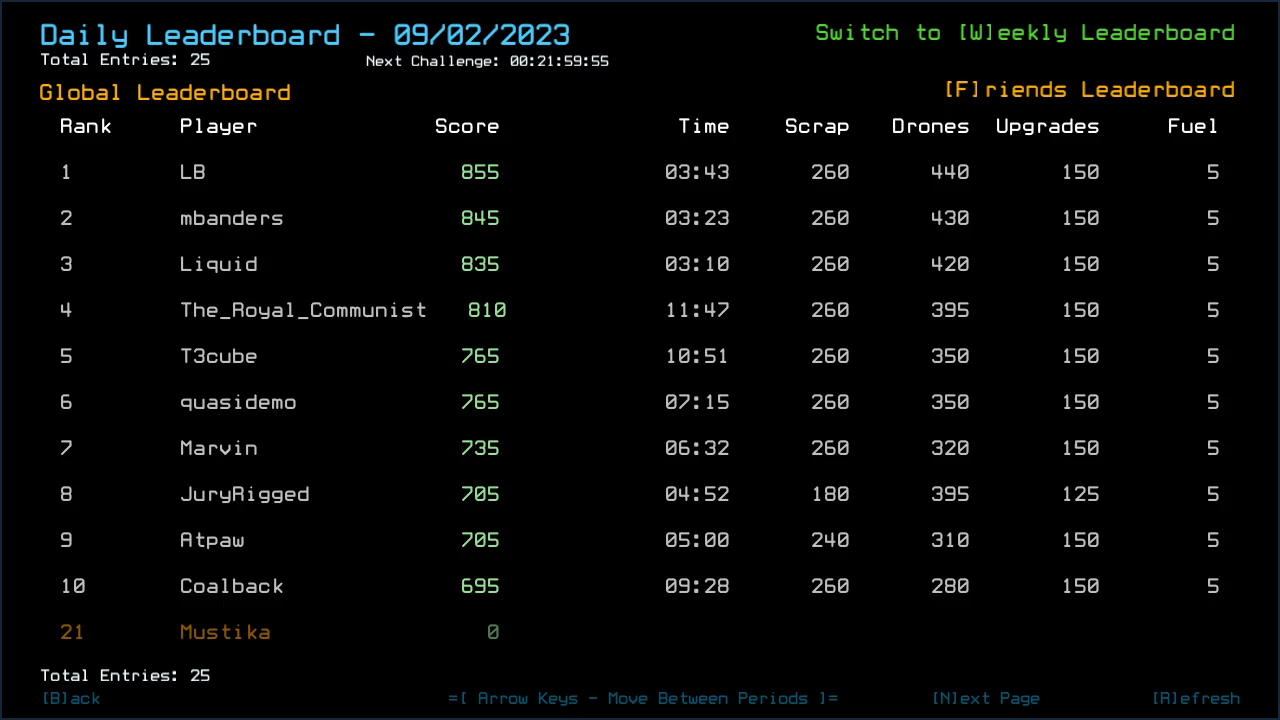 Daily Leaderboard - 09/02/2023 Switch to [W]eekly Leaderboard
Total Entries: 25 Next Challenge: 00:21:59:55
Global Leaderboard [F]riends Leaderboard
Rank Player Score Time Scrap Drones Upgrades Fuel
1 LB 855 03:43 260 440 150 5
2 mbanders 845 03:23 260 430 150 5
3 Liquid 835 03:10 260 420 150 5
4 The_Royal_Communist 810 11:47 260 395 150 5
5 T3cube 765 10:51 260 350 150 5
6 quasidemo 765 07:15 260 350 150 5
7 Marvin 735 06:32 260 320 150 5
8 JuryRigged 705 04:52 180 395 125 5
9 Atpaw 705 05:00 240 310 150 5
10 Coalback 695 09:28 260 280 150 5
21 Mustika 0
Total Entries: 25
[B]ack =[ Arrow Keys - Move Between Periods ]= [N]ext Page [R]efresh